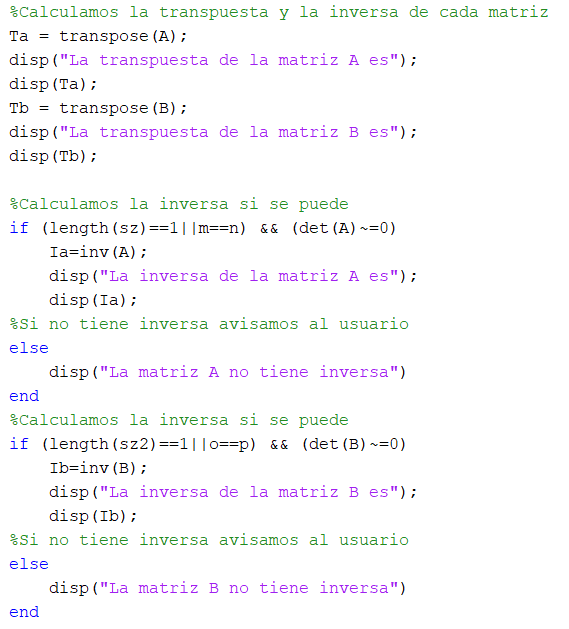 %Calculamos la transpuesta y la inversa de cada matriz
Ta = transpose(A);
disp("La transpuesta de la matriz A es");
disp(Ta);
Tb = transpose(B);
disp("La transpuesta de la matriz B es");
disp(Tb);

%Calculamos la inversa si se puede
if (length(sz)==1||m==n) && (det(A)~=0)
    Ia=inv(A);
    disp("La inversa de la matriz A es");
    disp(Ia);
%Si no tiene inversa avisamos al usuario
else
    disp("La matriz A no tiene inversa")
end
%Calculamos la inversa si se puede
if (length(sz2)==1||o==p) && (det(B)~=0)
    Ib=inv(B);
    disp("La inversa de la matriz B es");
    disp(Ib);
%Si no tiene inversa avisamos al usuario
else
    disp("La matriz B no tiene inversa")
end